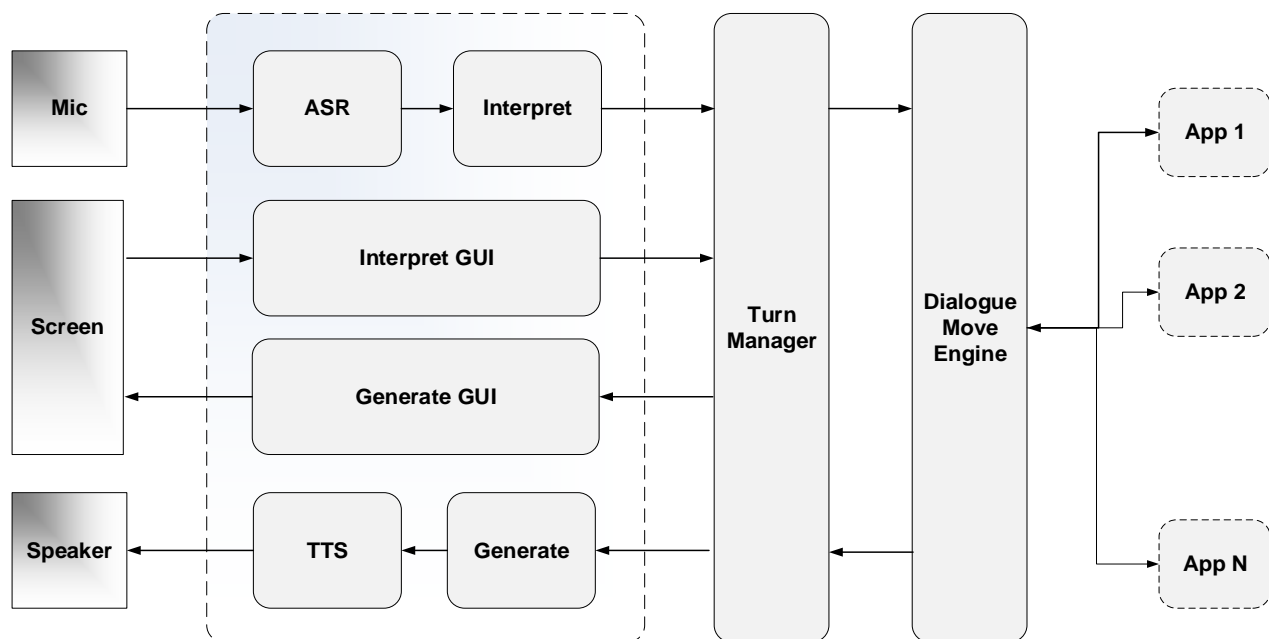 Mic
ASR
Interpret
App 1
Interpret GUI
App 2
Screen
Turn
Manager
Dialogue
Move
Engine
Generate GUI
Speaker
TTS
Generate
App N